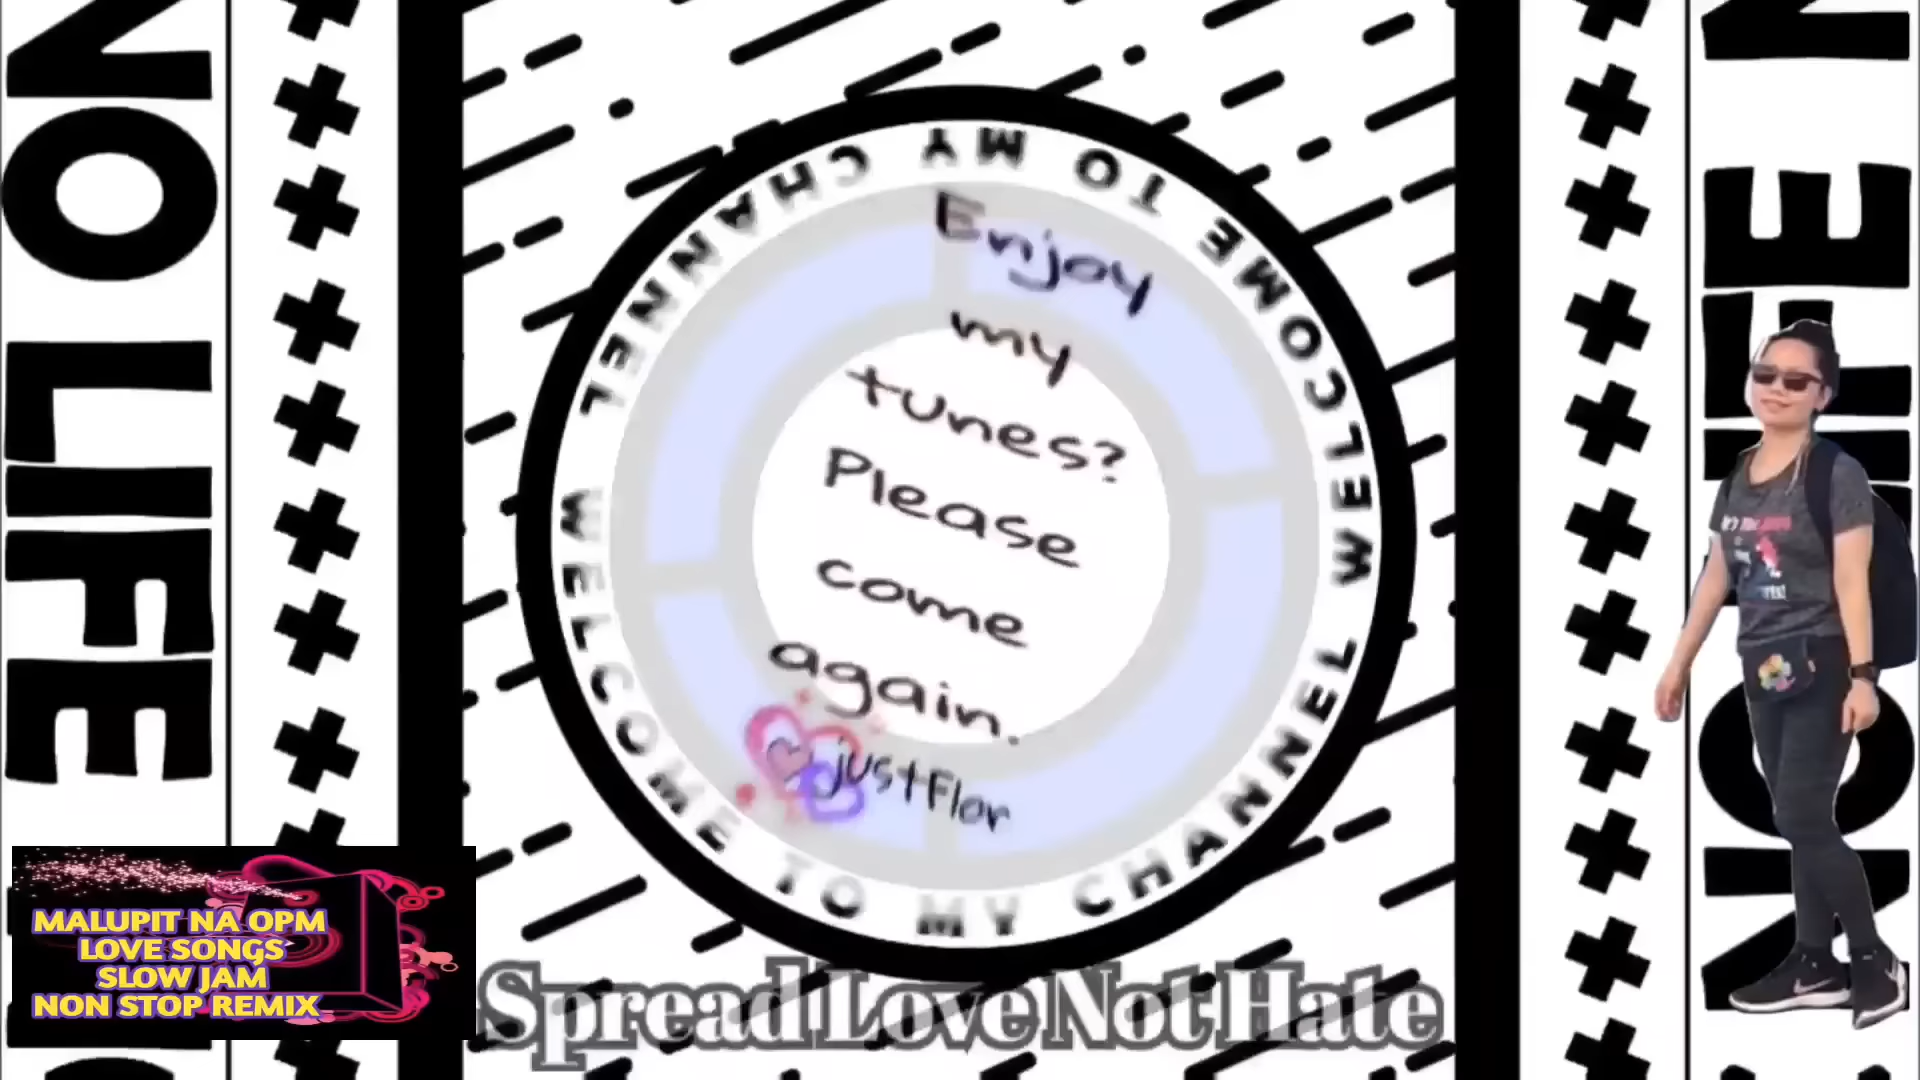 NO LIFE
WELCOME TO MY CHANNEL
WELCOME TO MY CHANNEL
Enjoy
my
tunes?
Please
come
again.
justFlor
MALUPIT NA OPM
LOVE SONGS
SLOW JAM
NON STOP REMIX
Spread Love Not Hate